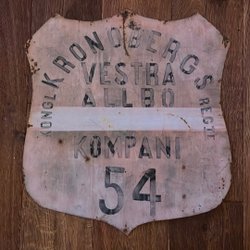 KONGL KRONOBERGS REGTE
VESTRA
ALLBO
KOMPANI
54